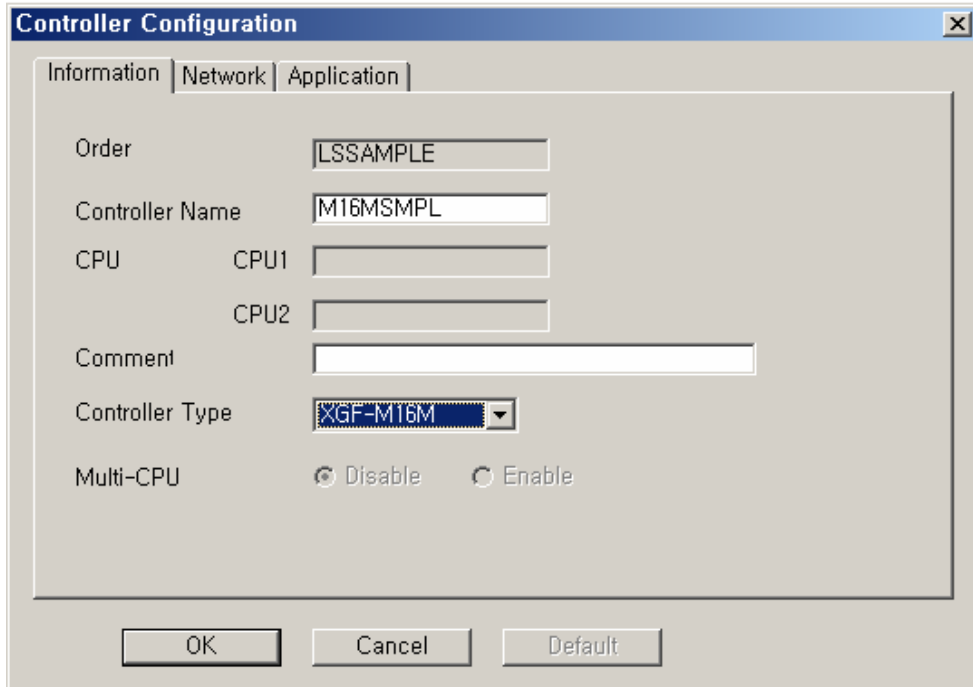 Controller Configuration
Information Network Application
Order LSSAMPLE
Controller Name M16MSMPL
CPU CPU1
CPU2
Comment
Controller Type XGF-M16M
Multi-CPU Disable Enable
OK Cancel Default